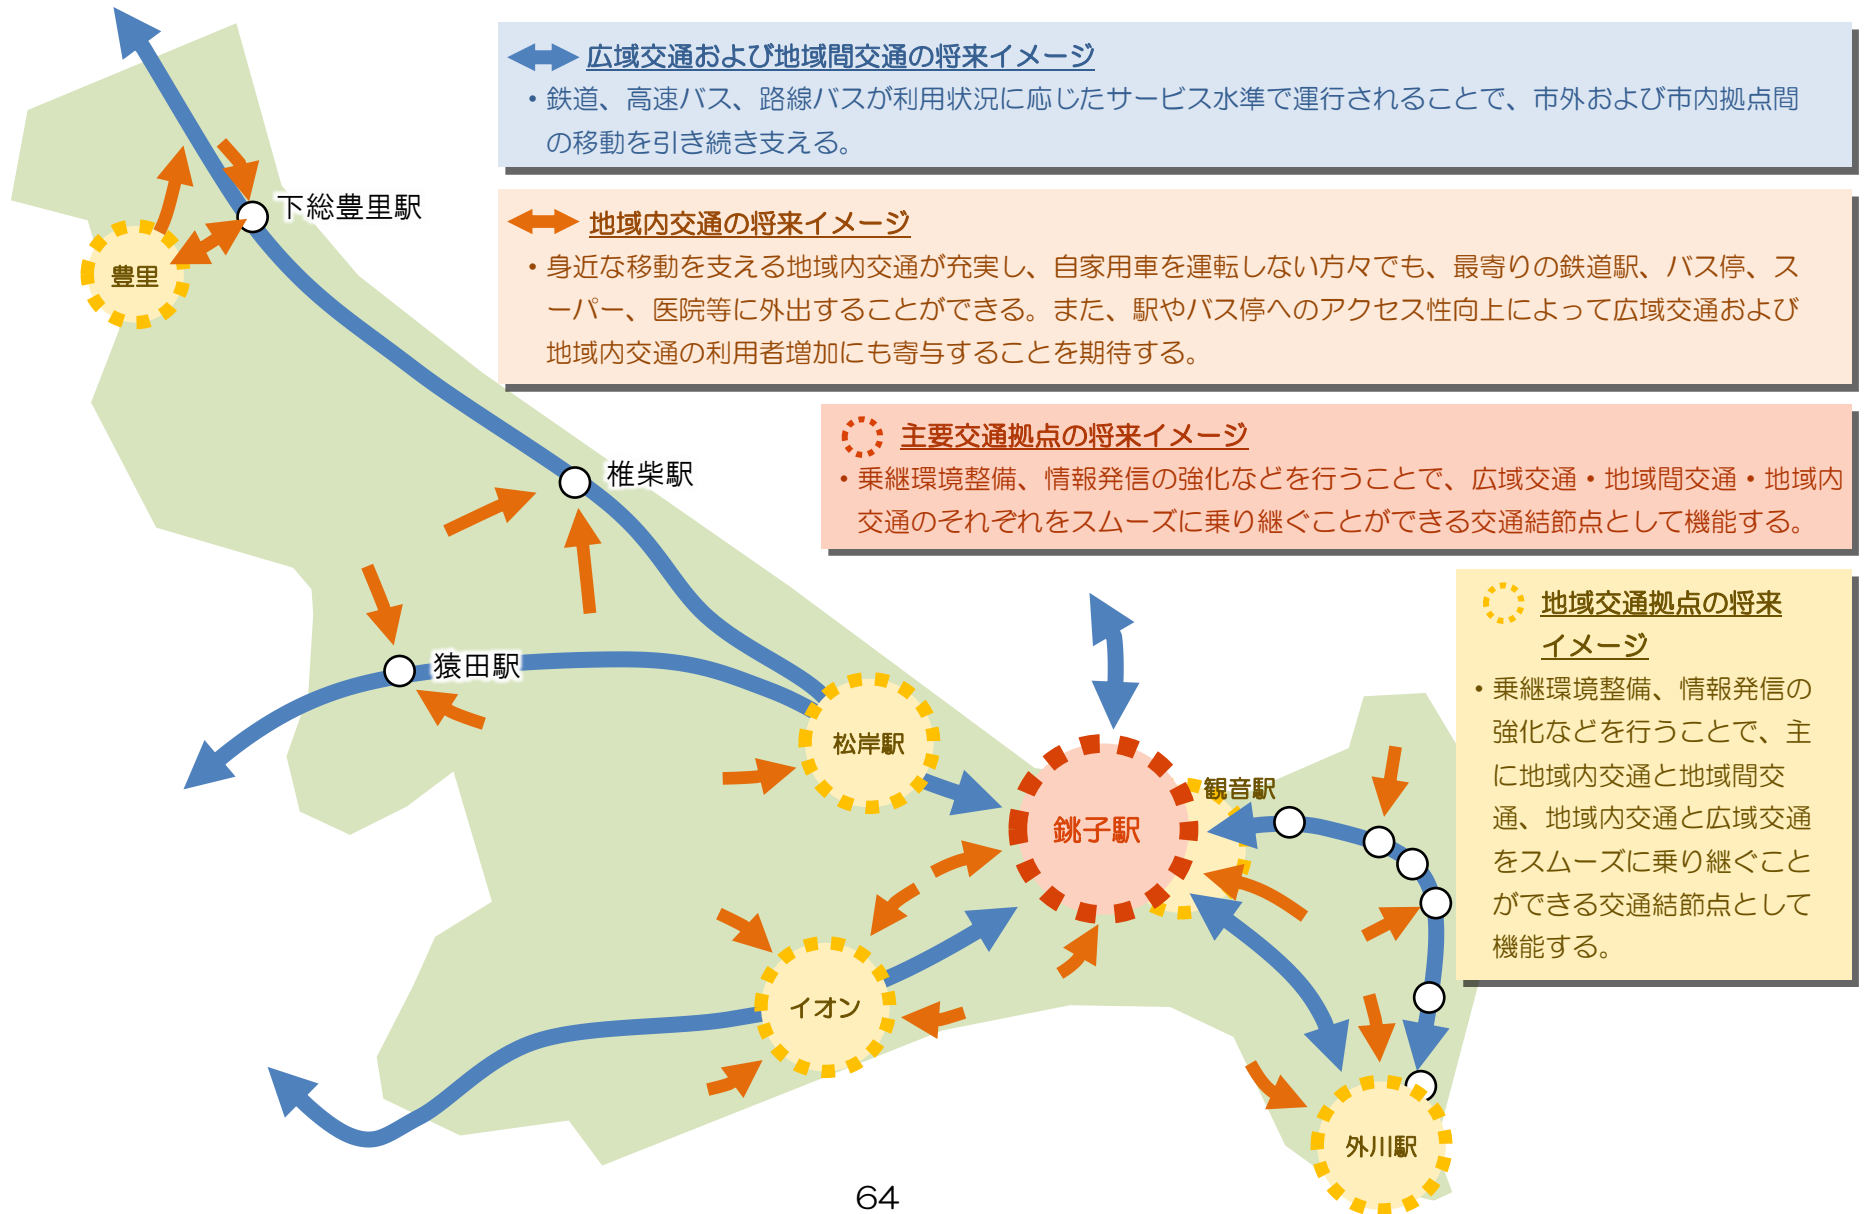 広域交通および地域間交通の将来イメージ
・鉄道、高速バス、路線バスが利用状況に応じたサービス水準で運行されることで、市外および市内拠点間
の移動を引き続き支える。
地域内交通の将来イメージ
・身近な移動を支える地域内交通が充実し、自家用車を運転しない方々でも、最寄りの鉄道駅、バス停、ス
ーパー、医院等に外出することができる。また、駅やバス停へのアクセス性向上によって広域交通および
地域内交通の利用者増加にも寄与することを期待する。
主要交通拠点の将来イメージ
・乗継環境整備、情報発信の強化などを行うことで、広域交通・地域間交通・地域内
交通のそれぞれをスムーズに乗り継ぐことができる交通結節点として機能する。
地域交通拠点の将来
イメージ
・乗継環境整備、情報発信の
強化などを行うことで、主
に地域内交通と地域間交
通、地域内交通と広域交通
をスムーズに乗り継ぐこと
ができる交通結節点として
機能する。
下総豊里駅
豊里
椎柴駅
猿田駅
松岸駅
観音駅
銚子駅
イオン
外川駅
64